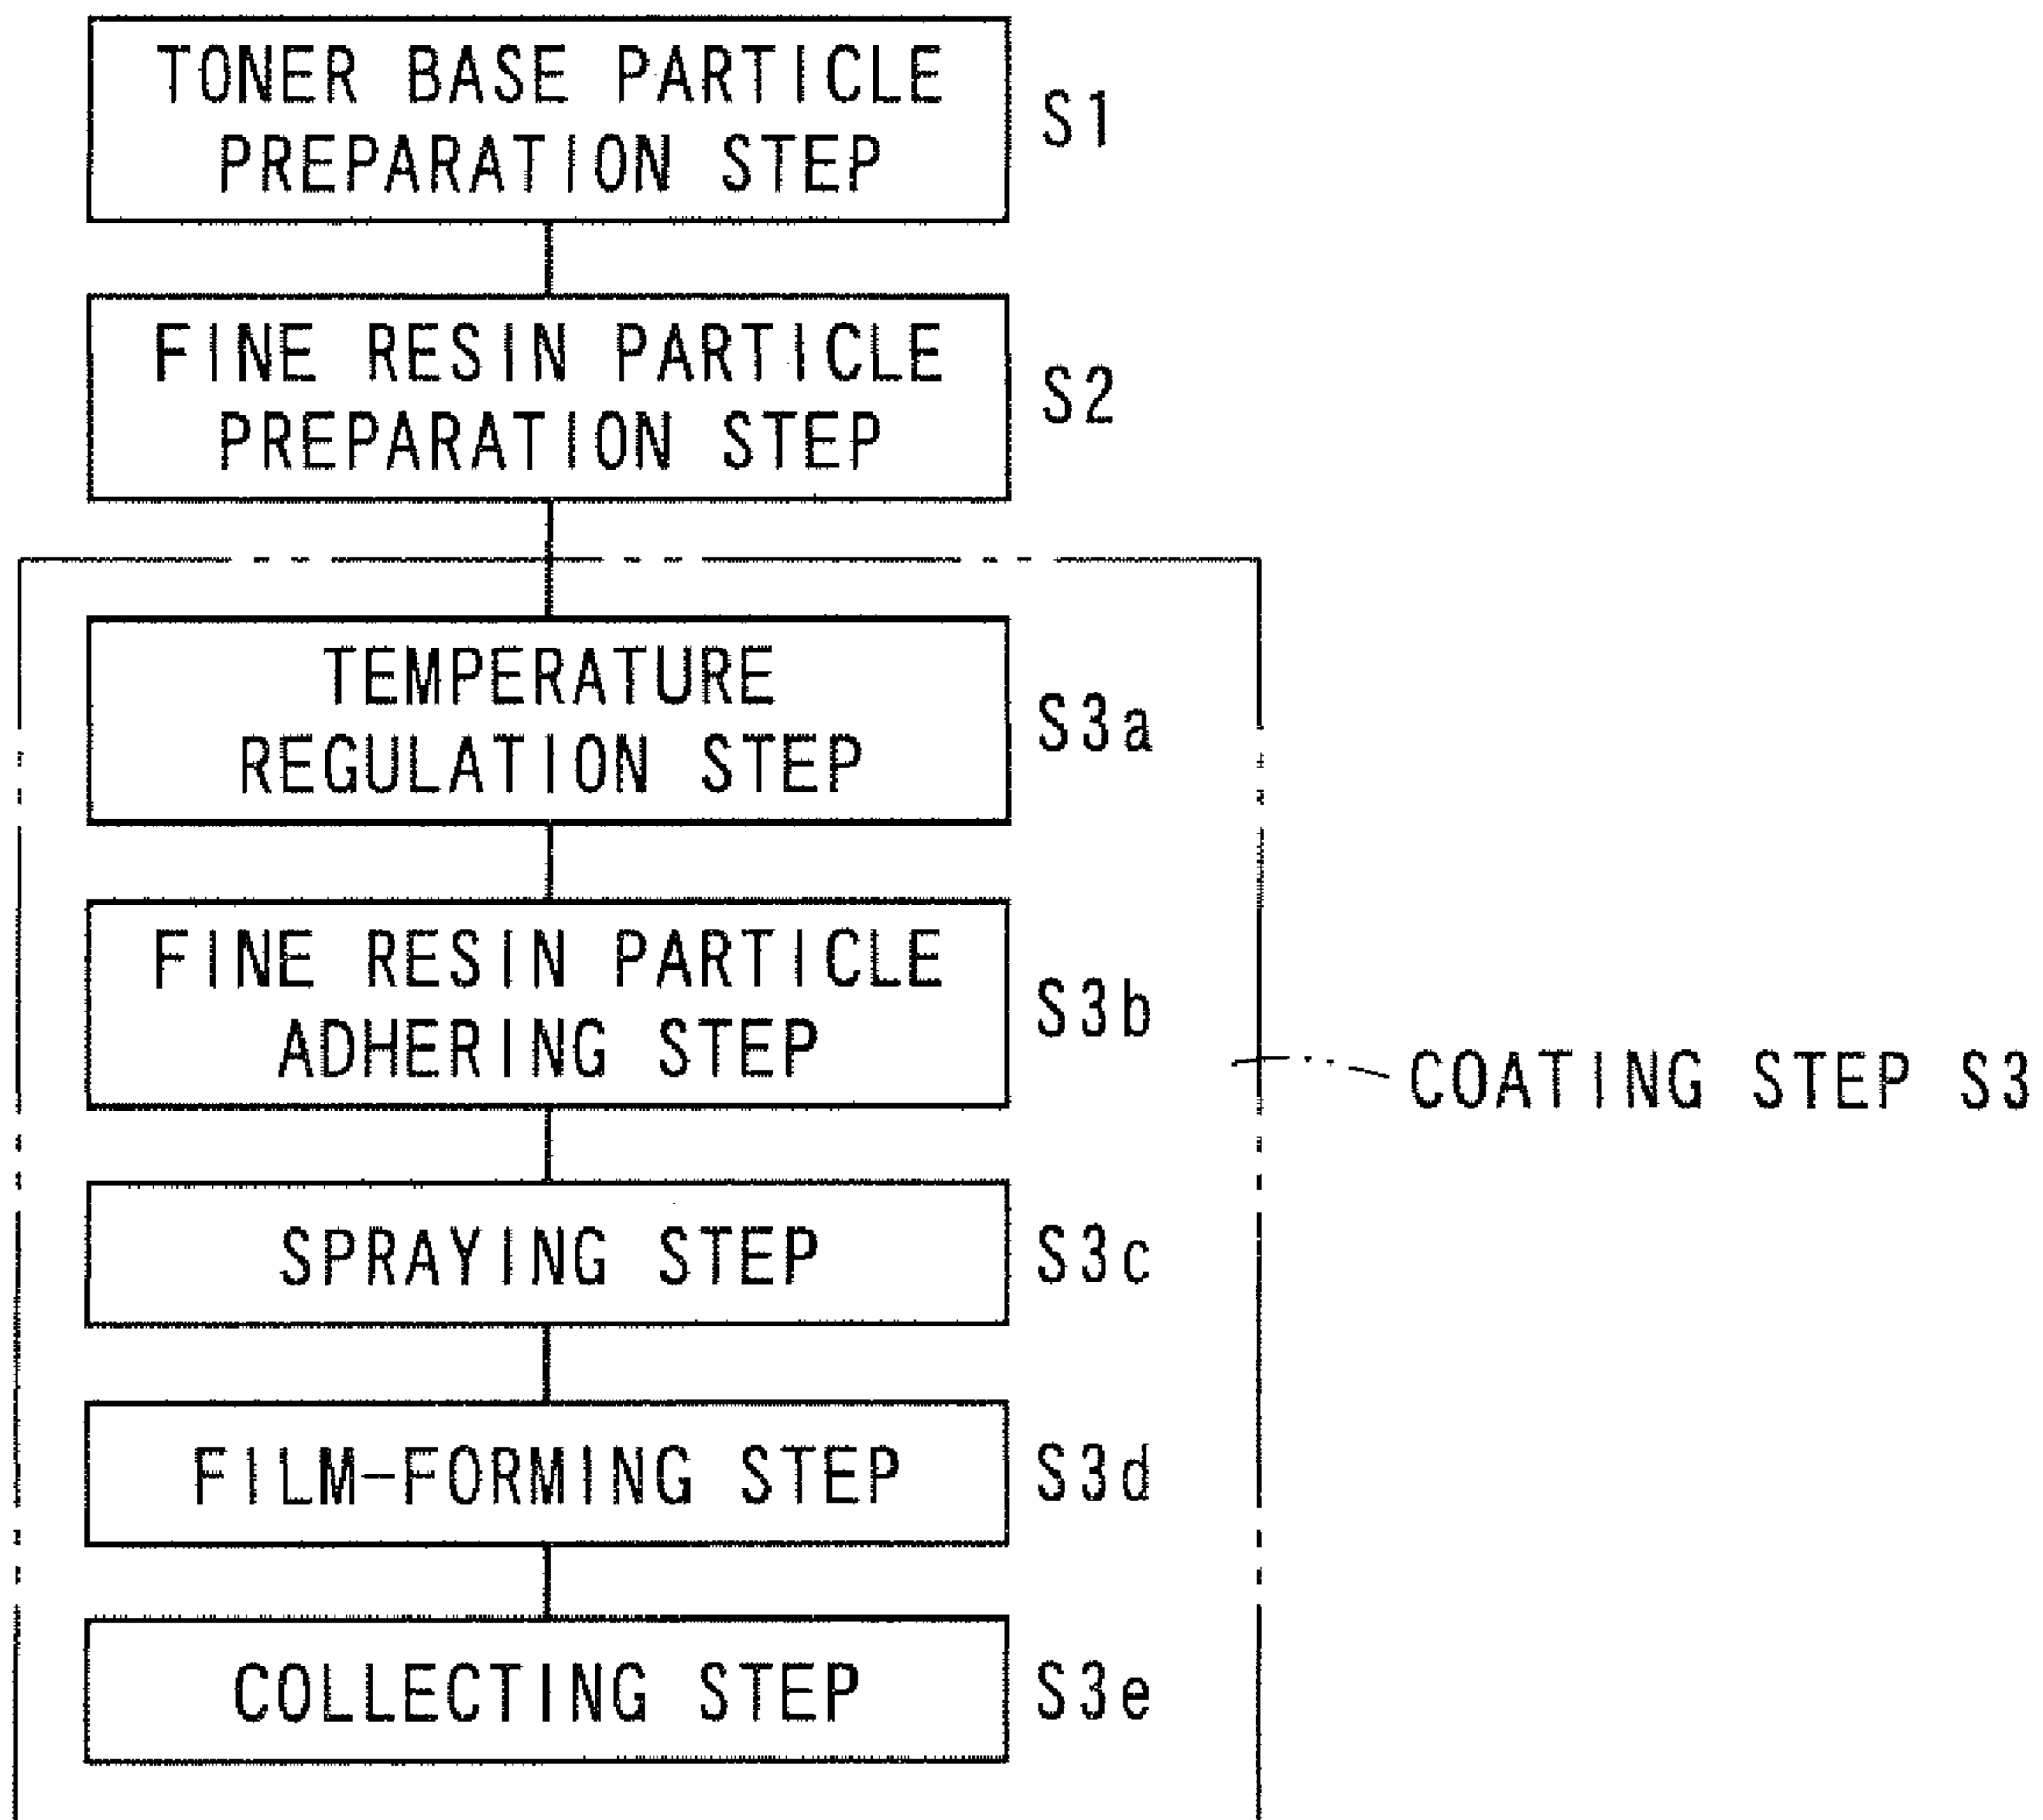 TONER BASE PARTICLE
PREPARATION STEP
S1
FINE RESIN PARTICLE
PREPARATION STEP
S2
TEMPERATURE
REGULATION STEP
S3a
FINE RESIN PARTICLE
ADHERING STEP
S3b
COATING STEP S3
SPRAYING STEP
S3c
FILM-FORMING STEP
S3d
COLLECTING STEP
S3e